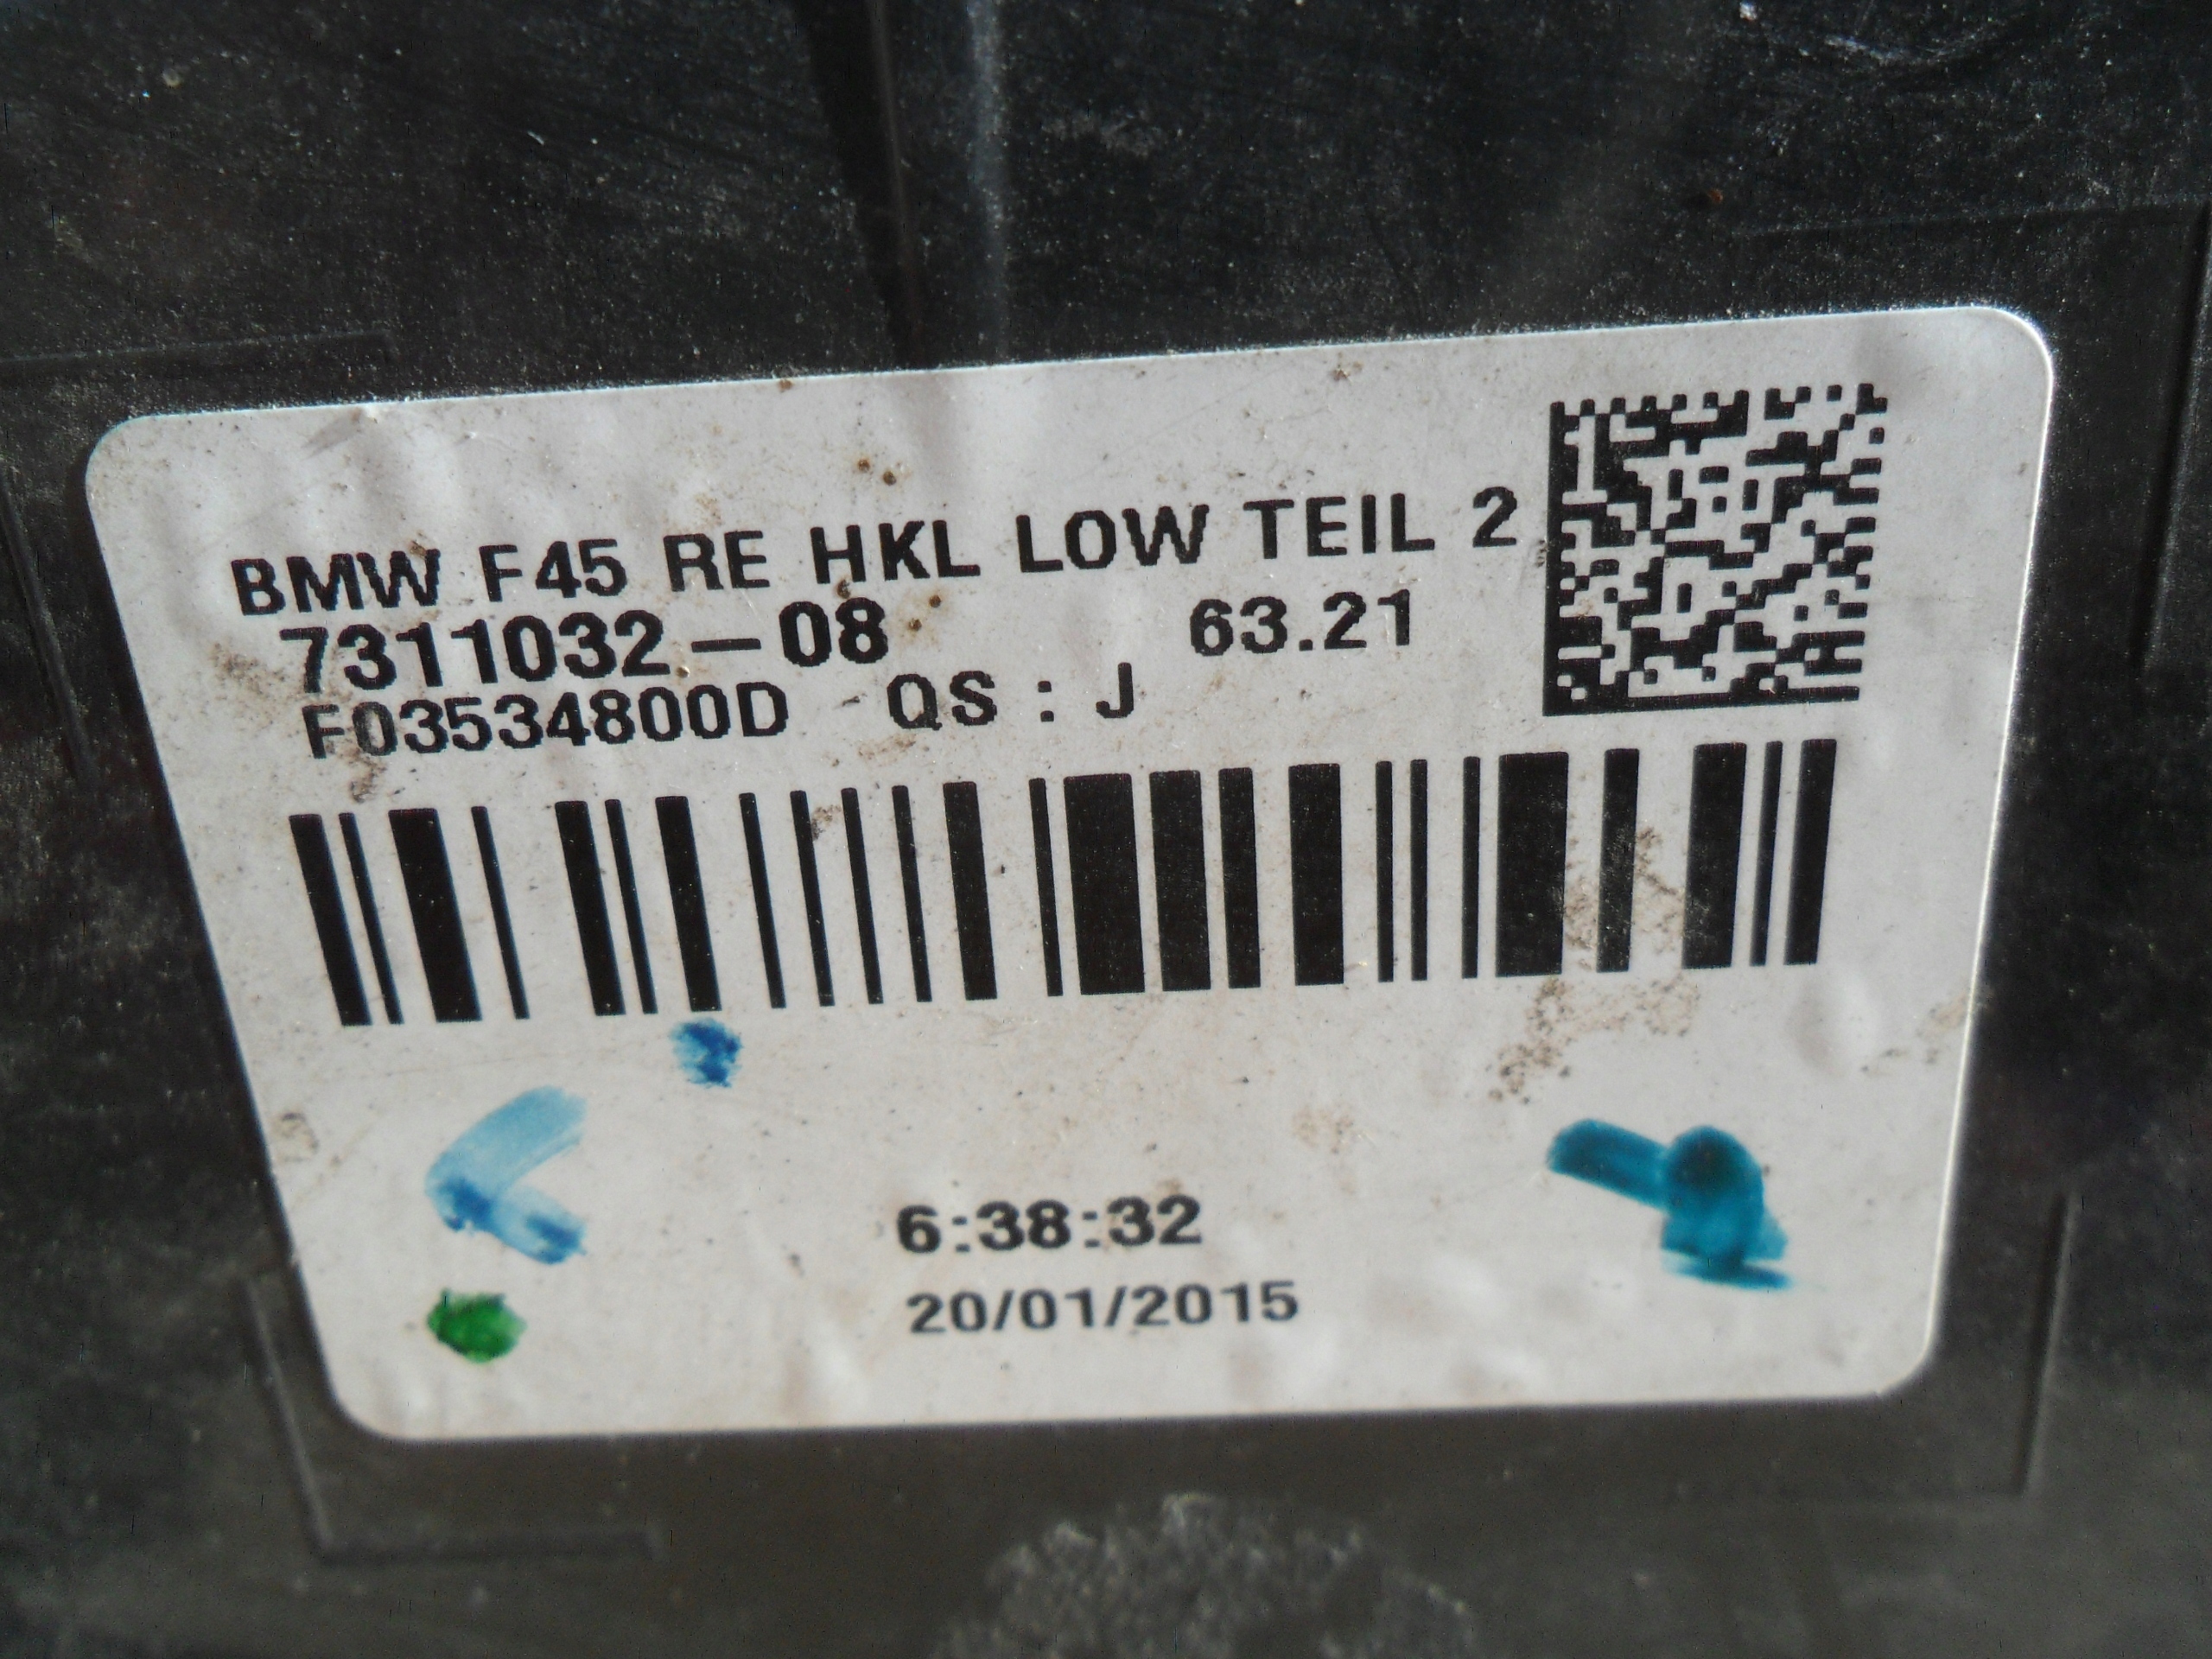 BMW F45 RE HKL LOW TEIL 2
7311032-08 63.21
F03534800D QS : J
6:38:32
20/01/2015